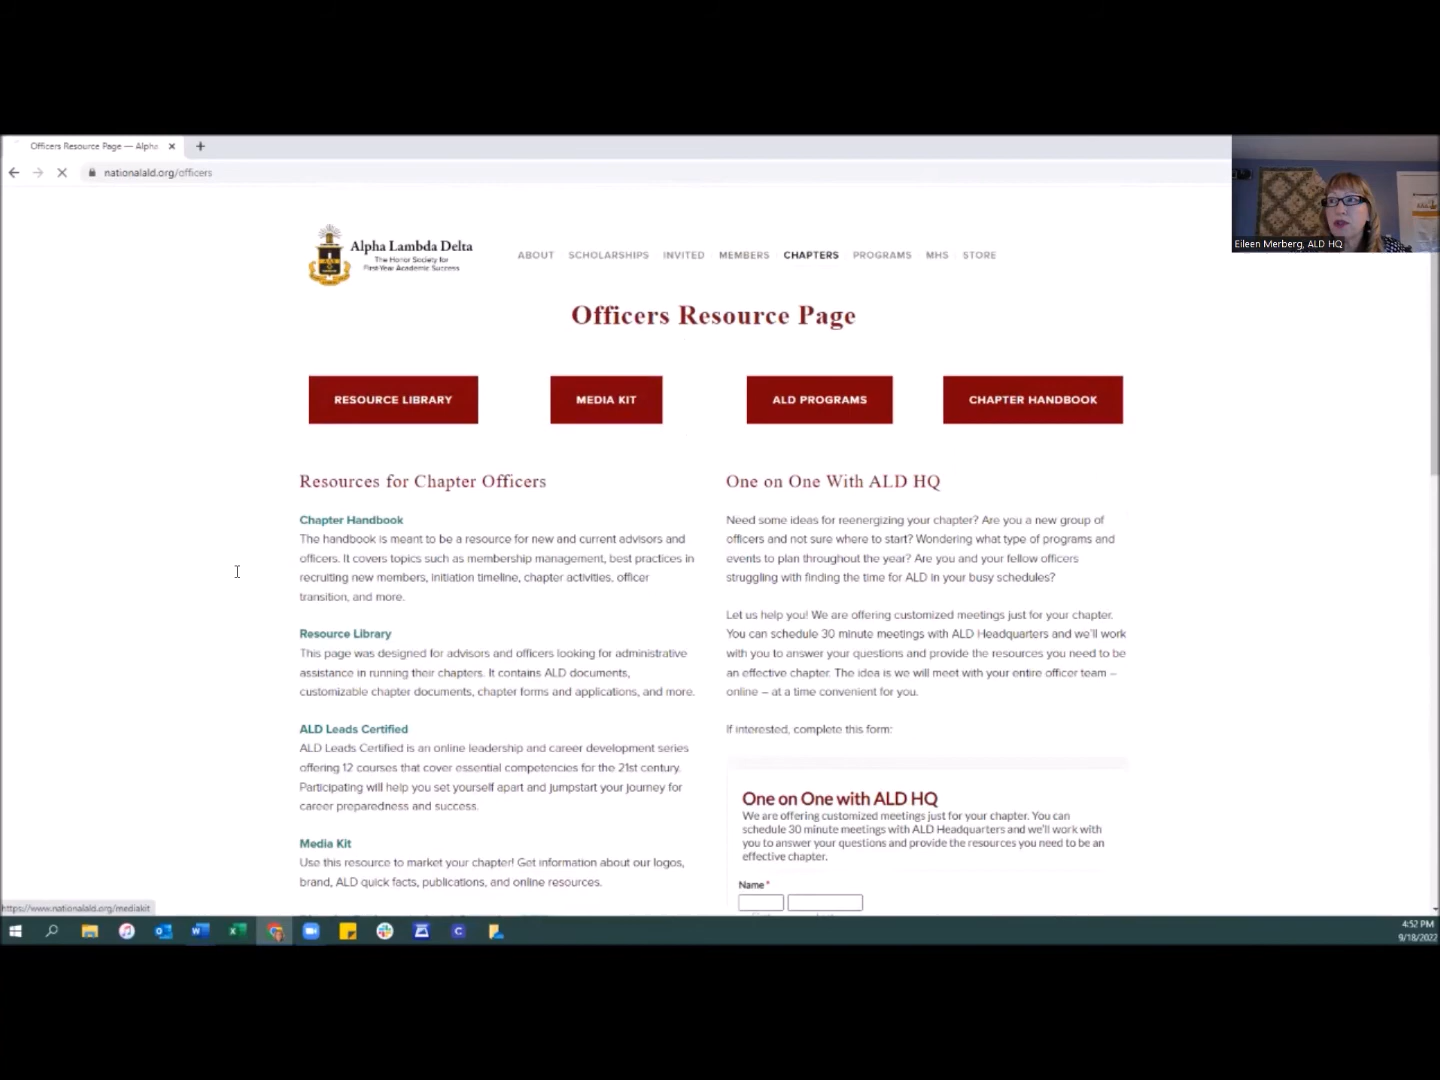 Officers Resource Page — Alpha
nationalald.org/officers
Eileen Merberg, ALD HQ
Alpha Lambda Delta
The Honor Society for
First-Year Academic Success
ABOUT SCHOLARSHIPS INVITED MEMBERS CHAPTERS PROGRAMS MHS STORE
Officers Resource Page
RESOURCE LIBRARY
MEDIA KIT
ALD PROGRAMS
CHAPTER HANDBOOK
Resources for Chapter Officers
Chapter Handbook
The handbook is meant to be a resource for new and current advisors and
officers. It covers topics such as membership management, best practices in
recruiting new members, initiation timeline, chapter activities, officer
transition, and more.
Resource Library
This page was designed for advisors and officers looking for administrative
assistance in running their chapters. It contains ALD documents,
customizable chapter documents, chapter forms and applications, and more.
ALD Leads Certified
ALD Leads Certified is an online leadership and career development series
offering 12 courses that cover essential competencies for the 21st century.
Participating will help you set yourself apart and jumpstart your journey for
career preparedness and success.
Media Kit
Use this resource to market your chapter! Get information about our logos,
brand, ALD quick facts, publications, and online resources.
One on One With ALD HQ
Need some ideas for reenergizing your chapter? Are you a new group of
officers and not sure where to start? Wondering what type of programs and
events to plan throughout the year? Are you and your fellow officers
struggling with finding the time for ALD in your busy schedules?
Let us help you! We are offering customized meetings just for your chapter.
You can schedule 30 minute meetings with ALD Headquarters and we'll work
with you to answer your questions and provide the resources you need to be
an effective chapter. The idea is we will meet with your entire officer team –
online – at a time convenient for you.
If interested, complete this form:
One on One with ALD HQ
We are offering customized meetings just for your chapter. You can
schedule 30 minute meetings with ALD Headquarters and we'll work with
you to answer your questions and provide the resources you need to be an
effective chapter.
Name *
https://www.nationalald.org/mediakit
4:52 PM
9/18/2022